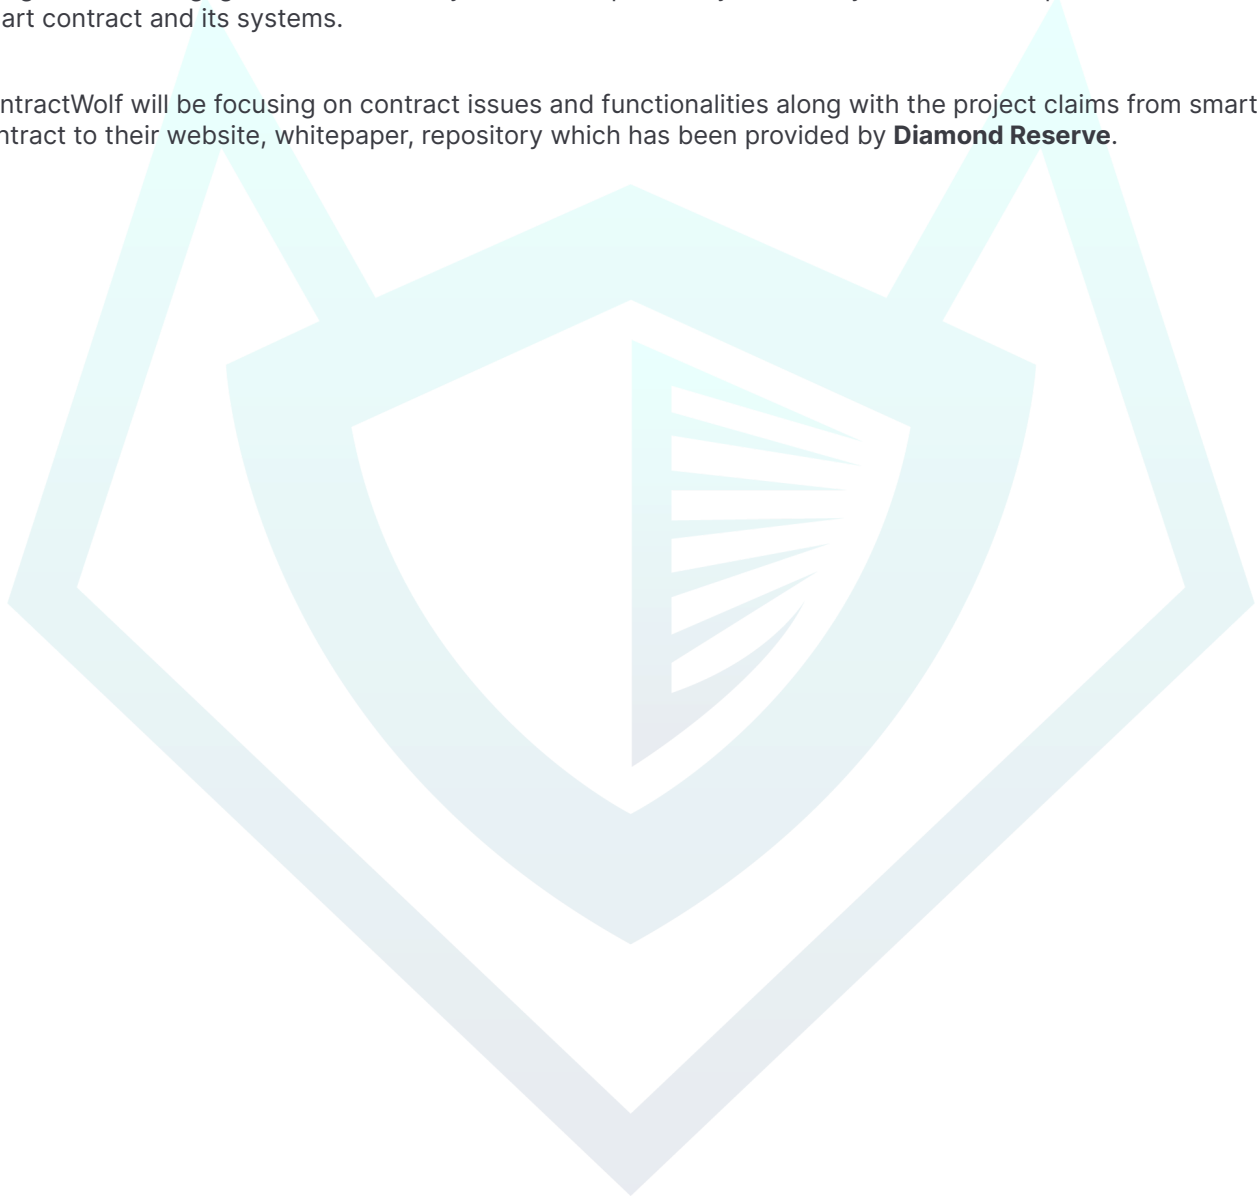 art contract and its systems.
ntractWolf will be focusing on contract issues and functionalities along with the project claims from smart
ntract to their website, whitepaper, repository which has been provided by Diamond Reserve.